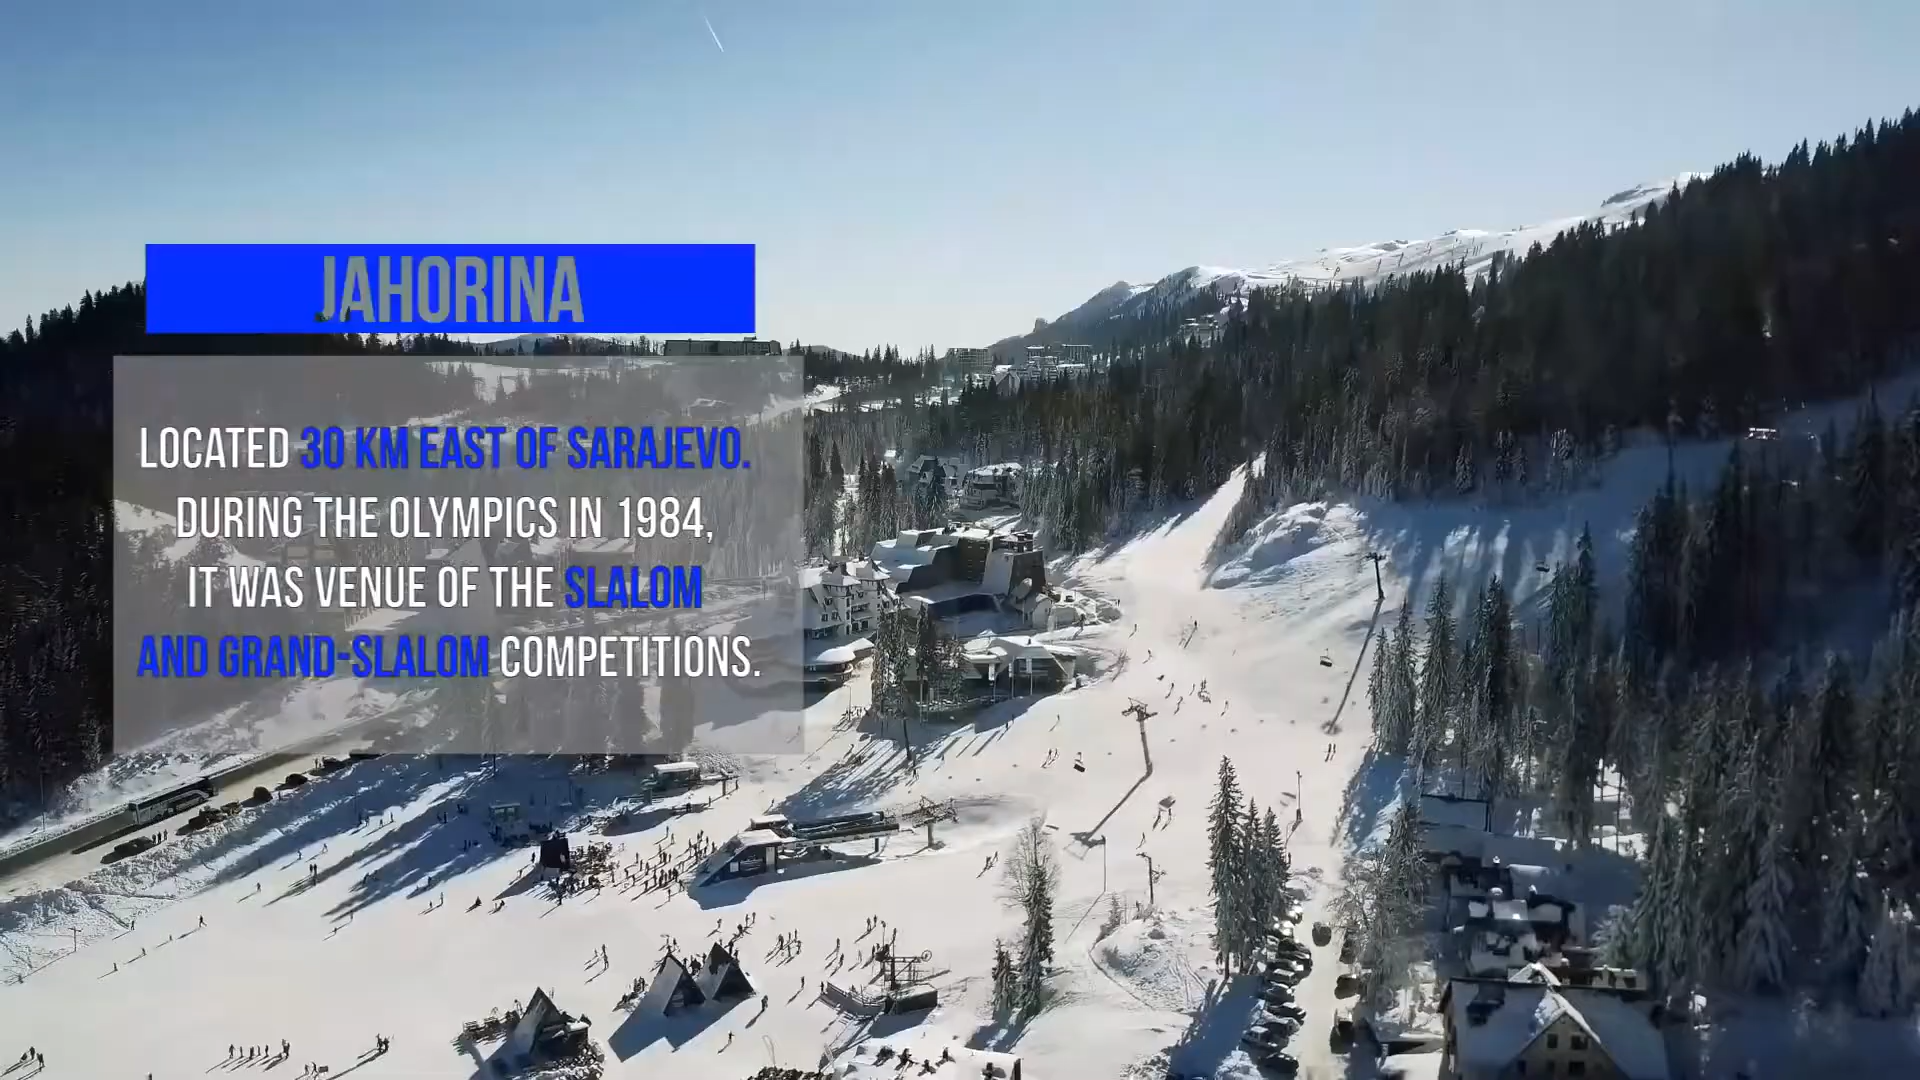 JAHORINA
LOCATED 30 KM EAST OF SARAJEVO.
DURING THE OLYMPICS IN 1984,
IT WAS VENUE OF THE SLALOM
AND GRAND-SLALOM COMPETITIONS.